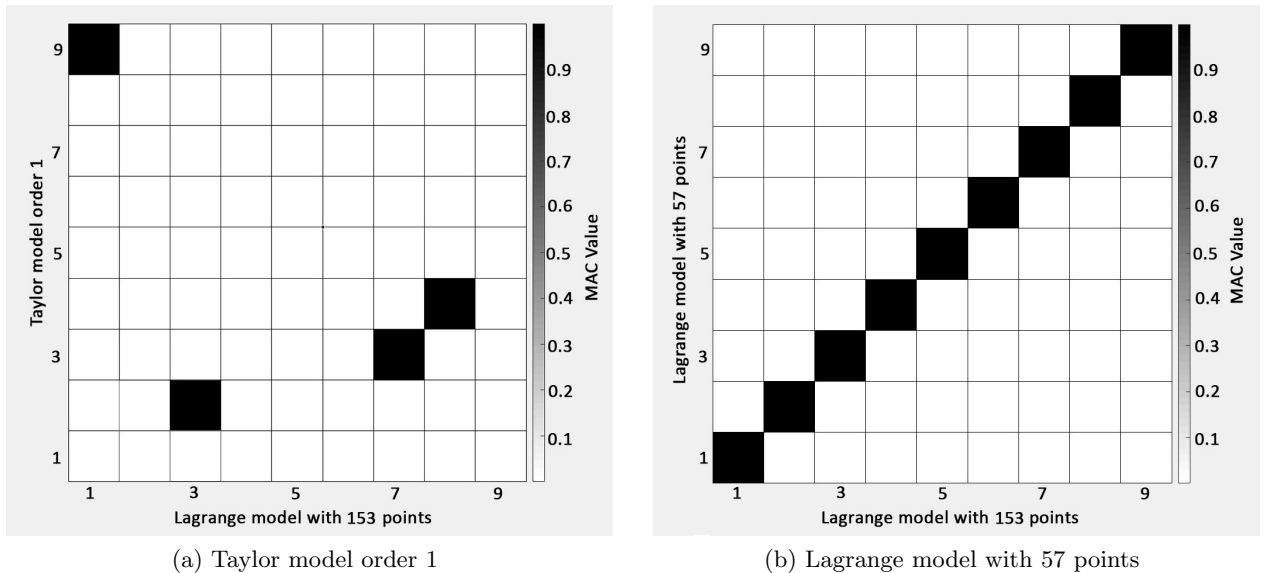 9
7
5
3
1
Taylor model order 1
1 3 5 7 9
Lagrange model with 153 points
0.9
0.8
0.7
0.6
0.5
0.4
0.3
0.2
0.1
MAC Value
(a) Taylor model order 1
9
7
5
3
1
Lagrange model with 57 points
1 3 5 7 9
Lagrange model with 153 points
0.9
0.8
0.7
0.6
0.5
0.4
0.3
0.2
0.1
MAC Value
(b) Lagrange model with 57 points